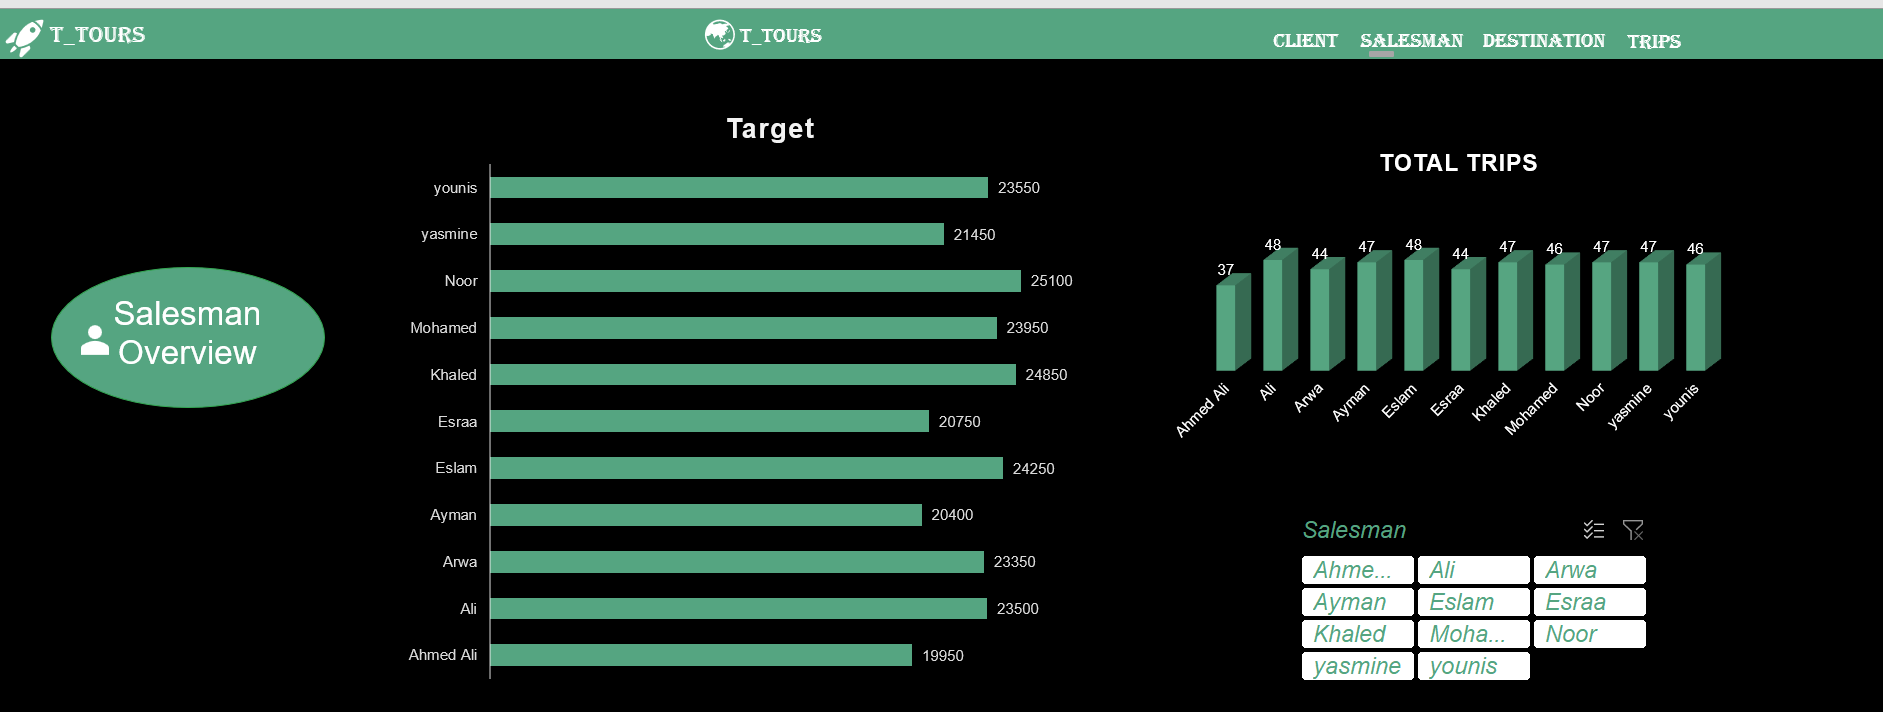 T_TOURS
T_TOURS
CLIENT SALESMAN DESTINATION TRIPS
Salesman
Overview
Target
younis 23550
yasmine 21450
Noor 25100
Mohamed 23950
Khaled 24850
Esraa 20750
Eslam 24250
Ayman 20400
Arwa 23350
Ali 23500
Ahmed Ali 19950
TOTAL TRIPS
37 48 44 47 48 44 47 46 47 47 46
Ahmed Ali Ali Arwa Ayman Eslam Esraa Khaled Mohamed Noor yasmine younis
Salesman
Ahme... Ali Arwa
Ayman Eslam Esraa
Khaled Moha... Noor
yasmine younis